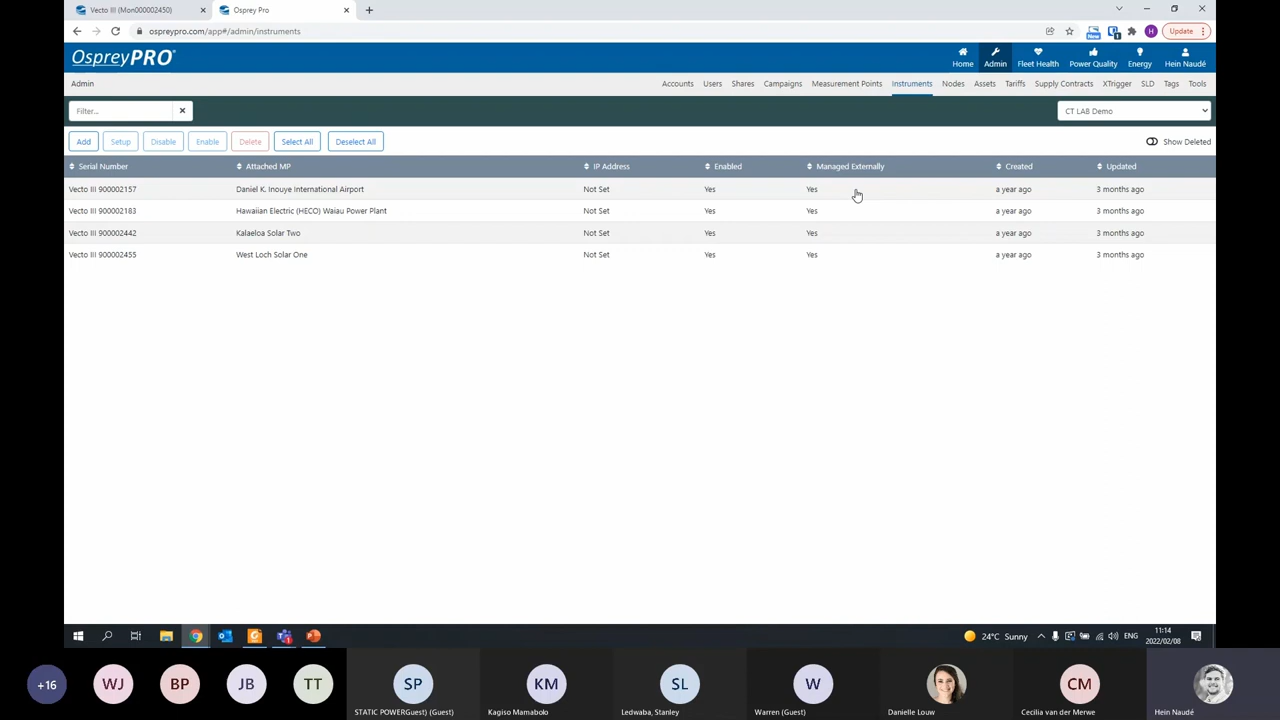 Vecto III (Mon000002450)
Osprey Pro
ospreypro.com/app#/admin/instruments
New
1
H
Update
OspreyPRO
Home
Admin
Fleet Health
Power Quality
Energy
Hein Naudé
Admin
Accounts
Users
Shares
Campaigns
Measurement Points
Instruments
Nodes
Assets
Tariffs
Supply Contracts
XTrigger
SLD
Tags
Tools
Filter...
CT LAB Demo
Add
Setup
Disable
Enable
Delete
Select All
Deselect All
Show Deleted
Serial Number Attached MP IP Address Enabled Managed Externally Created Updated
Vecto III 900002157 Daniel K. Inouye International Airport Not Set Yes Yes a year ago 3 months ago
Vecto III 900002183 Hawaiian Electric (HECO) Waiau Power Plant Not Set Yes Yes a year ago 3 months ago
Vecto III 900002442 Kalaeloa Solar Two Not Set Yes Yes a year ago 3 months ago
Vecto III 900002455 West Loch Solar One Not Set Yes Yes a year ago 3 months ago
24°C Sunny
ENG
11:14
2022/02/08
+16
WJ
BP
JB
TT
SP
KM
SL
W
CM
STATIC POWERGuest) (Guest)
Kagiso Mamabolo
Ledwaba, Stanley
Warren (Guest)
Danielle Louw
Cecilia van der Merwe
Hein Naudé